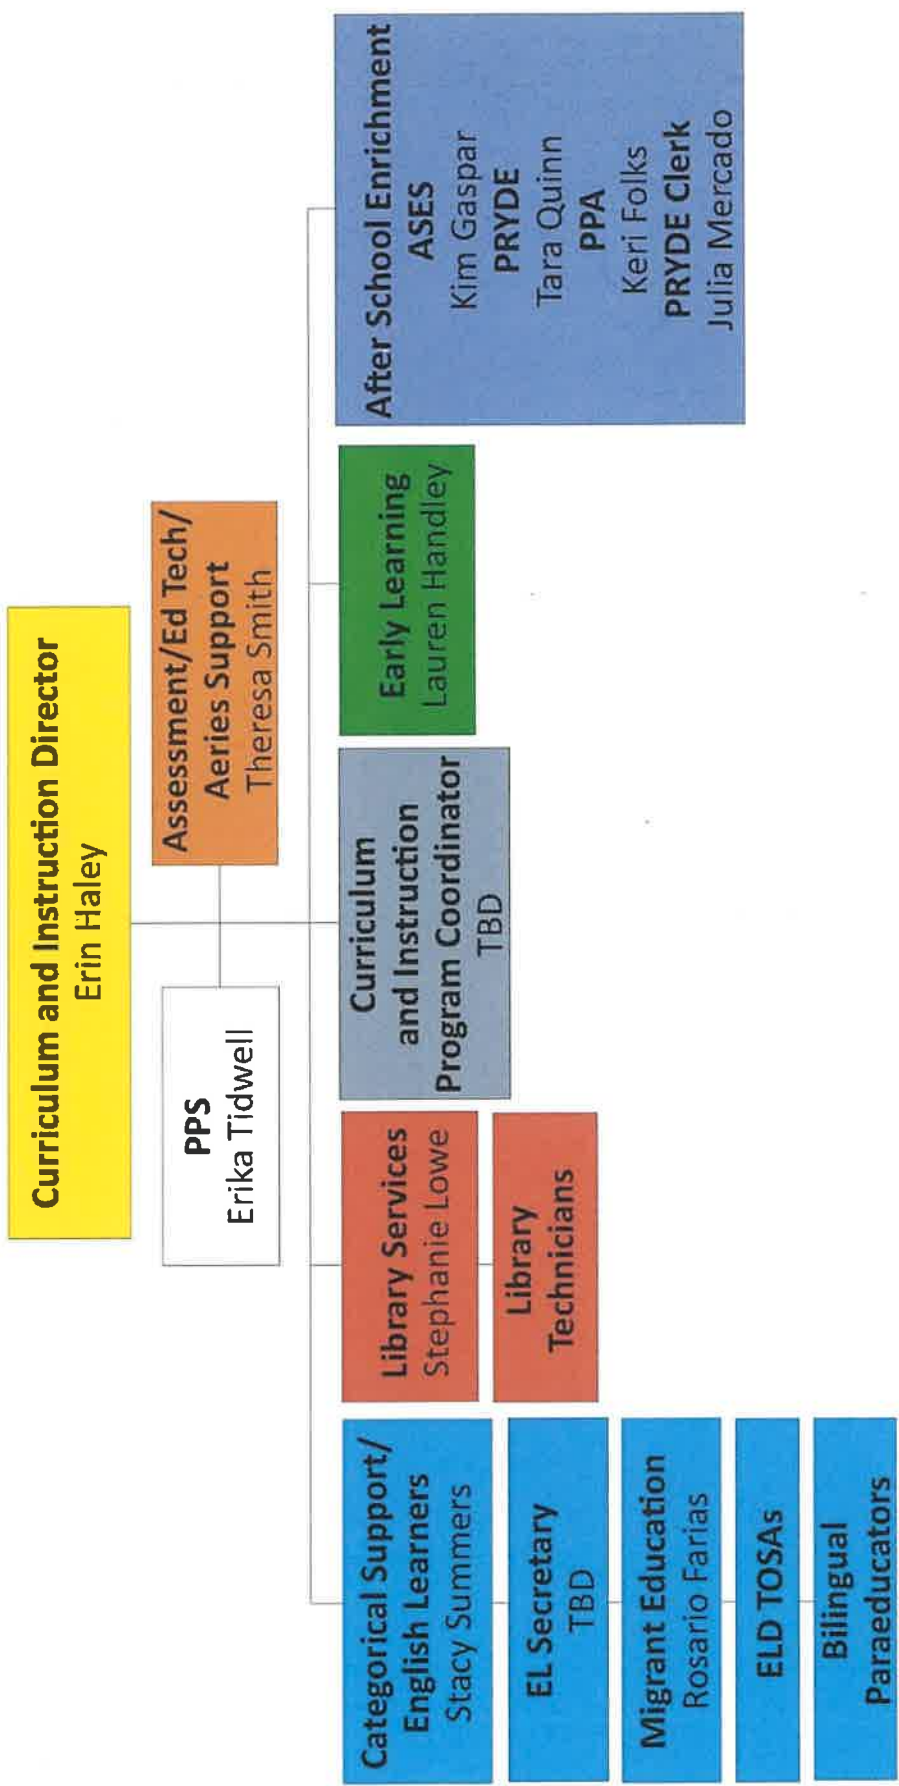 Curriculum and Instruction Director
Erin Haley
PPS
Erika Tidwell
Assessment/Ed Tech/
Aeries Support
Theresa Smith
Categorical Support/
English Learners
Stacy Summers
EL Secretary
TBD
Migrant Education
Rosario Farias
ELD TOSAs
Bilingual
Paraeducators
Library Services
Stephanie Lowe
Library
Technicians
Curriculum
and Instruction
Program Coordinator
TBD
Early Learning
Lauren Handley
After School Enrichment
ASES
Kim Gaspar
PRYDE
Tara Quinn
PPA
Keri Folks
PRYDE Clerk
Julia Mercado